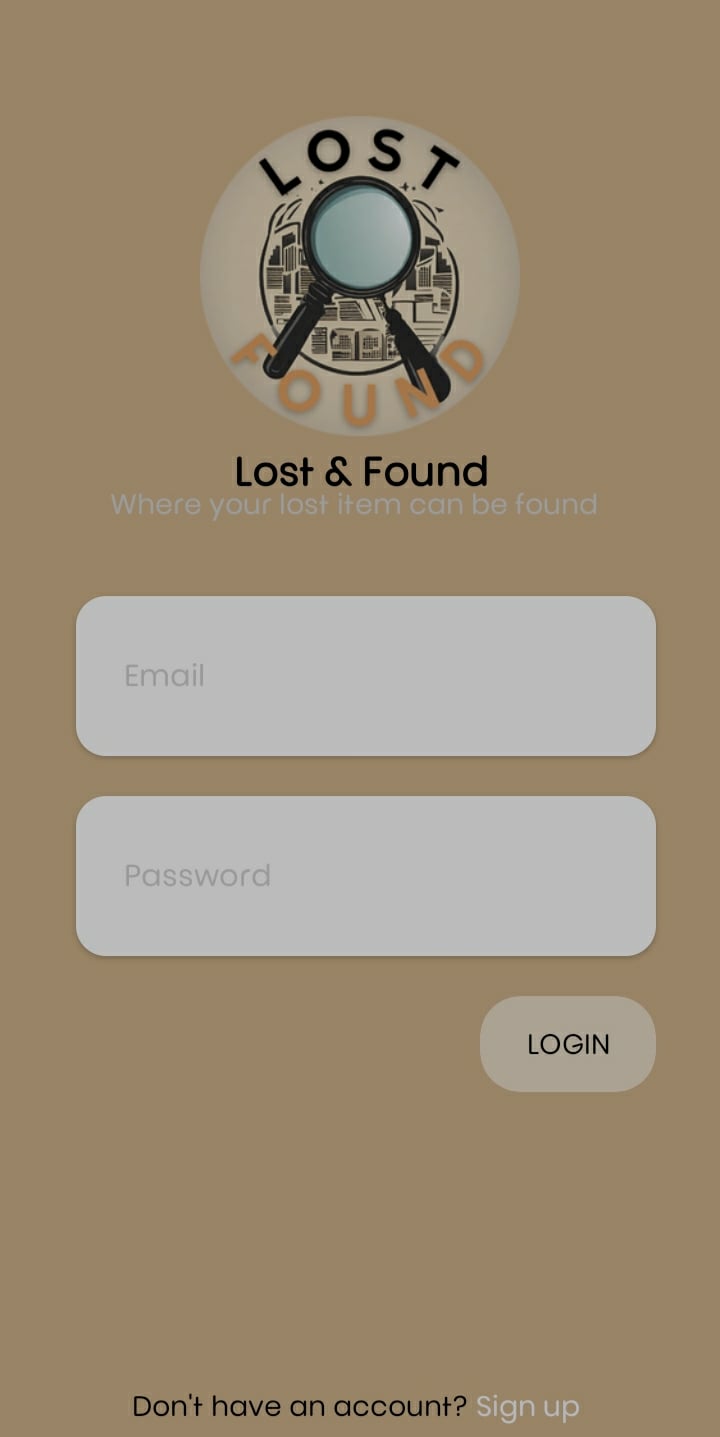 LOST
FOUND
Lost & Found
Where your lost item can be found
Email
Password
LOGIN
Don't have an account? Sign up